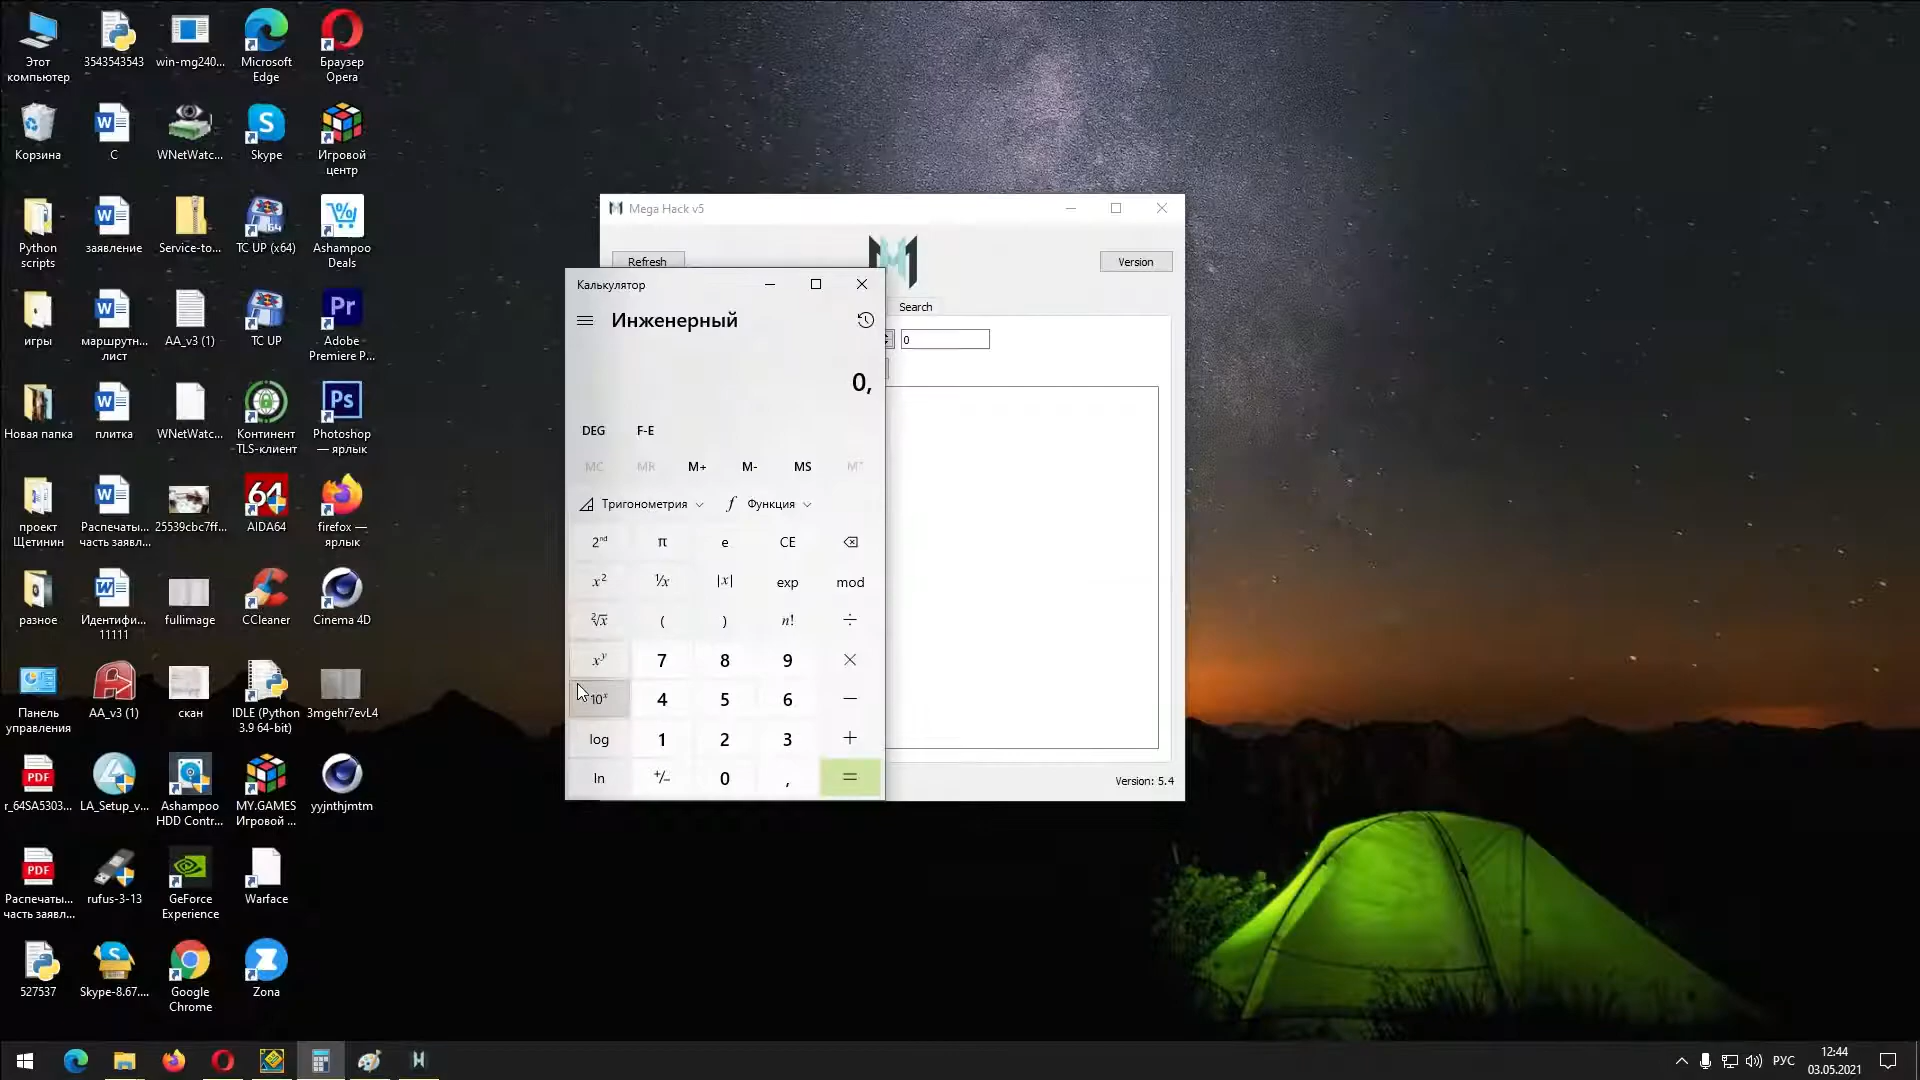 Этот
компьютер
3543543543
win-mg240...
Microsoft
Edge
Браузер
Opera
Корзина
C
WNetWatc...
Skype
Игровой
центр
Python
scripts
заявление
Service-to...
TC UP (x64)
Ashampoo
Deals
игры
маршрутн...
лист
AA_v3 (1)
TC UP
Adobe
Premiere P...
Новая папка
плитка
WNetWatc...
Континент
TLS-клиент
Photoshop
— ярлык
проект
Щетинин
Распечаты...
часть заявл...
25539cbc7ff...
AIDA64
firefox —
ярлык
разное
Идентифи...
11111
fullimage
CCleaner
Cinema 4D
Панель
управления
AA_v3 (1)
скан
IDLE (Python
3.9 64-bit)
3mgehr7evL4
r_64SA5303...
LA_Setup_v...
Ashampoo
HDD Contr...
MY.GAMES
Игровой ...
yyjnthjmtm
Распечаты...
часть заявл...
rufus-3-13
GeForce
Experience
Warface
527537
Skype-8.67....
Google
Chrome
Zona
Mega Hack v5
Refresh
Version
Search
0
Version: 5.4
Калькулятор
Инженерный
0,
DEG F-E
MC MR M+ M- MS M˅
Тригонометрия f Функция
2ⁿᵈ π e CE
x² ¹/x |x| exp mod
²√x ( ) n! ÷
xʸ 7 8 9 ×
10ˣ 4 5 6 −
log 1 2 3 +
ln +/− 0 , =
РУС
12:44
03.05.2021